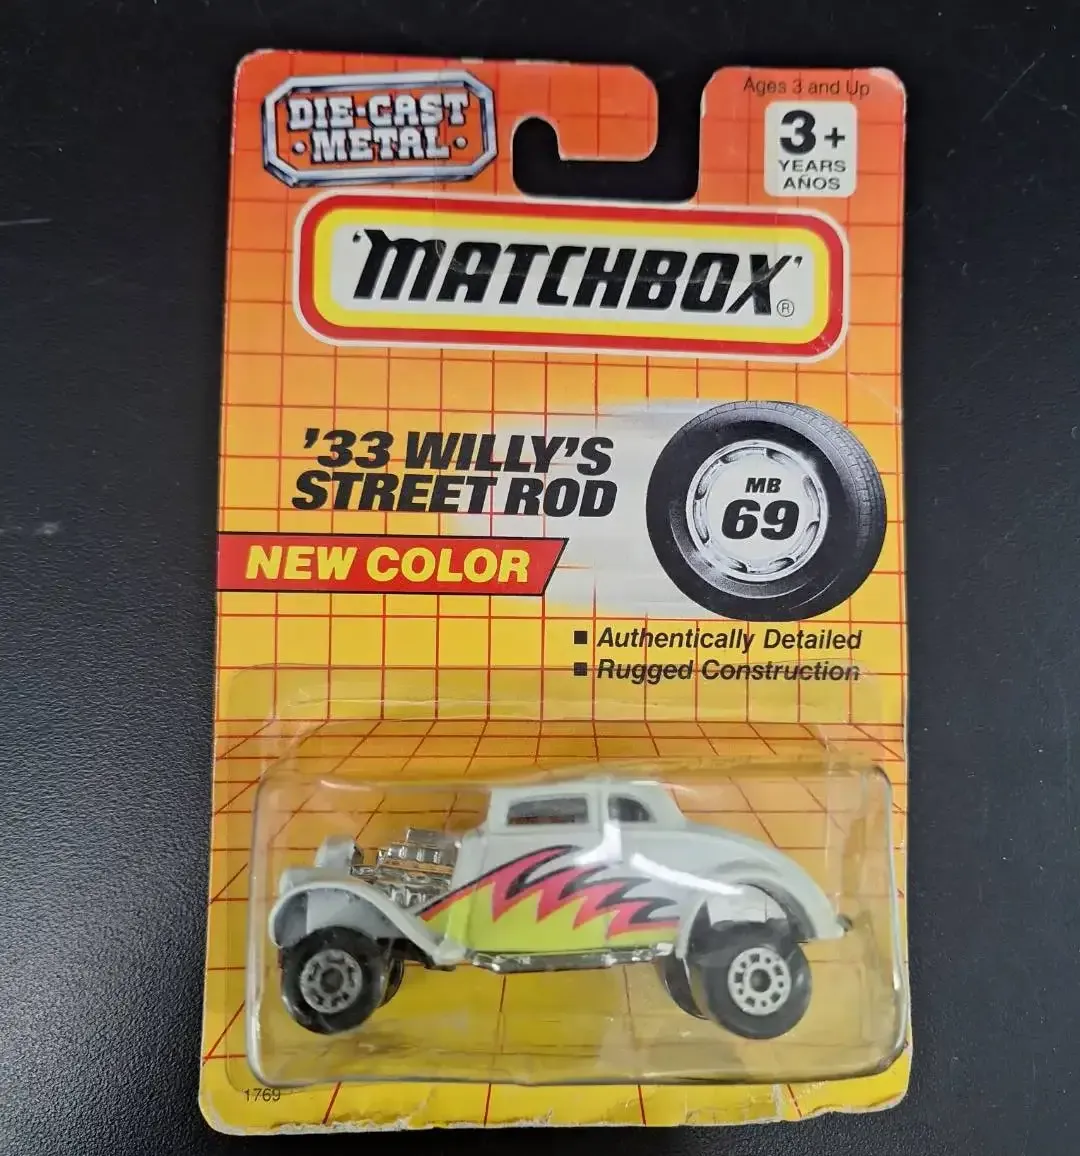 DIE-CAST
·METAL·
Ages 3 and Up
3+
YEARS
AÑOS
'MATCHBOX'®
'33 WILLY'S
STREET ROD
MB
69
NEW COLOR
■ Authentically Detailed
■ Rugged Construction
1769